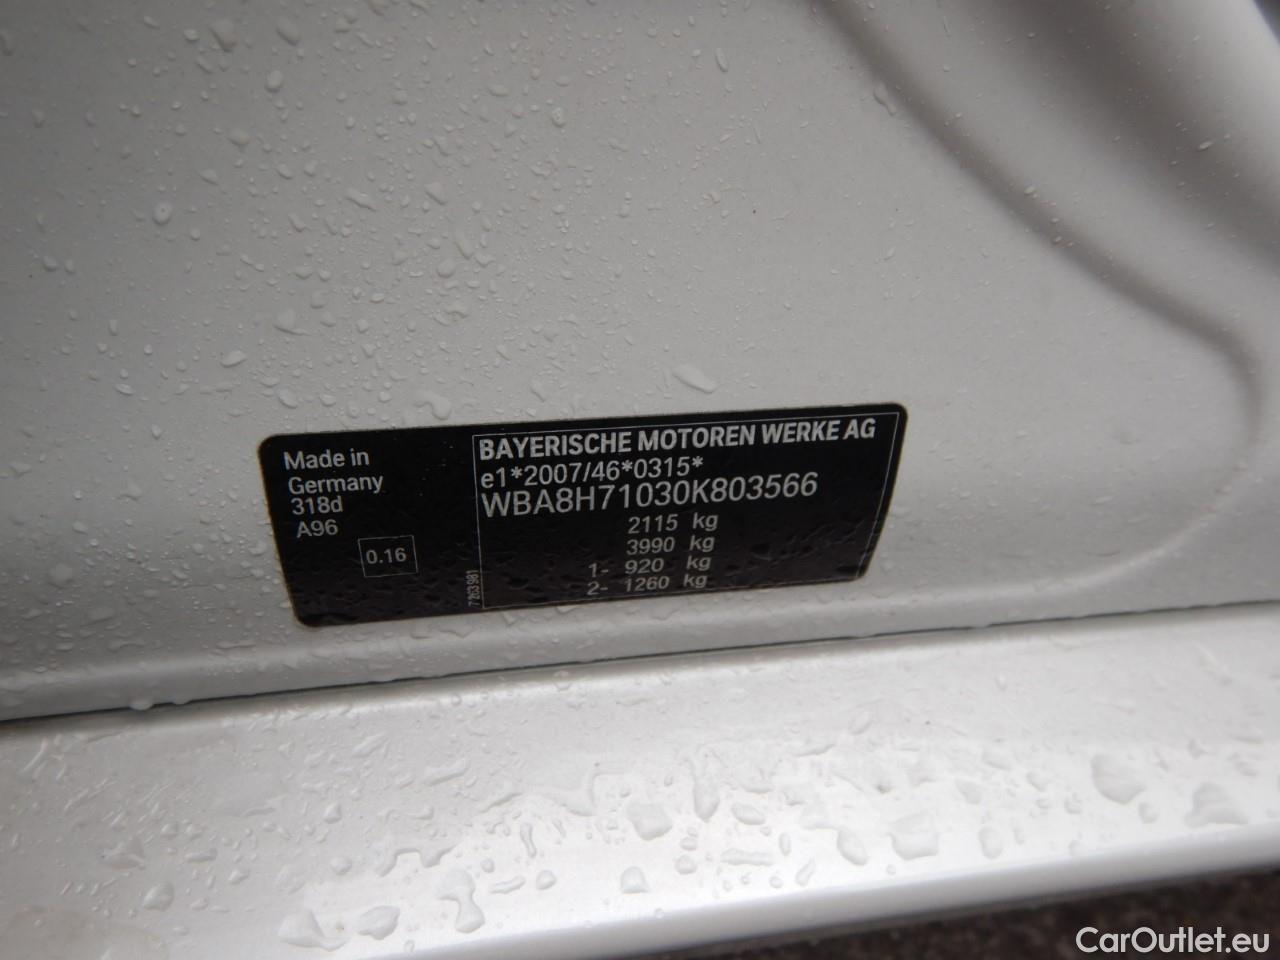 Made in
Germany
318d
A96
0.16
7263981
BAYERISCHE MOTOREN WERKE AG
e1*2007/46*0315*
WBA8H71030K803566
2115 kg
3990 kg
1- 920 kg
2- 1260 kg
CarOutlet.eu